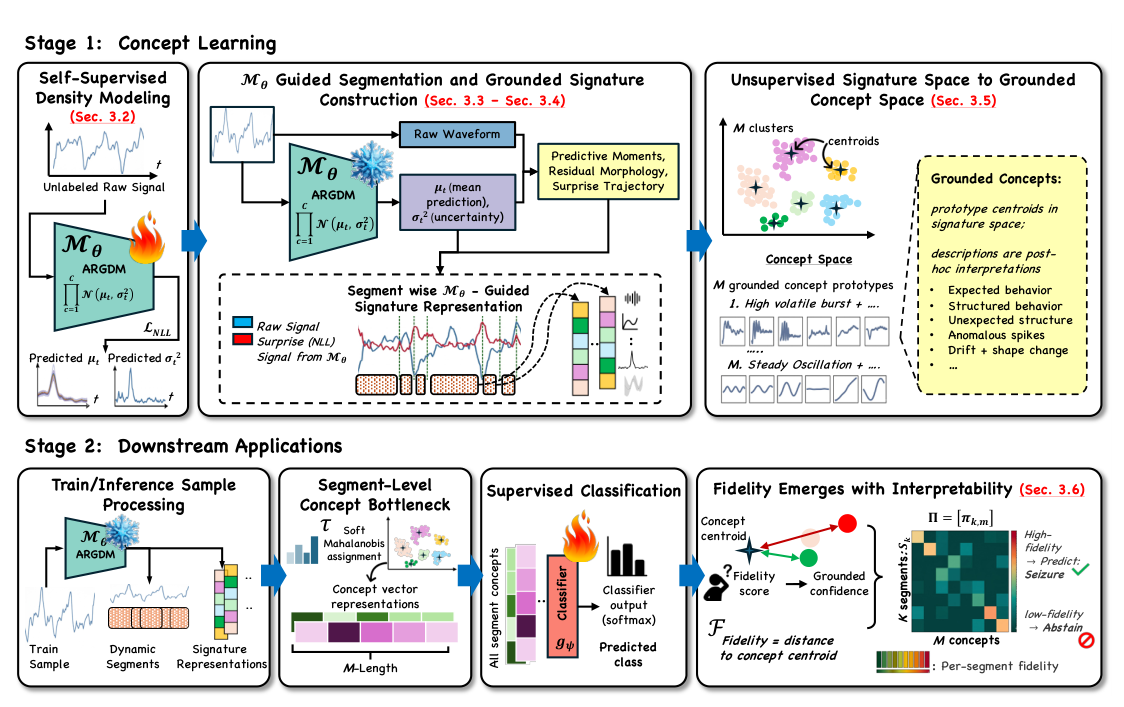 Stage 1:  Concept Learning
Self-Supervised
Density Modeling
(Sec. 3.2)
t
Unlabeled Raw Signal
ℳθ
ARGDM
∏ᶜ_{c=1} 𝒩(μt, σt²)
ℒNLL
Predicted μt
Predicted σt²
t
t
ℳθ Guided Segmentation and Grounded Signature
Construction (Sec. 3.3 – Sec. 3.4)
Raw Waveform
ℳθ
ARGDM
∏ᶜ_{c=1} 𝒩(μt, σt²)
μt (mean
prediction),
σt² (uncertainty)
Predictive Moments,
Residual Morphology,
Surprise Trajectory
Segment wise ℳθ – Guided
Signature Representation
Raw Signal
Surprise (NLL)
Signal from ℳθ
Unsupervised Signature Space to Grounded
Concept Space (Sec. 3.5)
M clusters
centroids
Concept Space
M grounded concept prototypes
1. High volatile burst + ….
…..
M. Steady Oscillation + ….
Grounded Concepts:
prototype centroids in
signature space;
descriptions are post-
hoc interpretations
• Expected behavior
• Structured behavior
• Unexpected structure
• Anomalous spikes
• Drift + shape change
• …
Stage 2:  Downstream Applications
Train/Inference Sample
Processing
ℳθ
ARGDM
Train
Sample
Dynamic
Segments
Signature
Representations
Segment-Level
Concept Bottleneck
𝒯 Soft
Mahalanobis
assignment
Concept vector
representations
M-Length
Supervised Classification
All segment concepts
Classifier
gψ
Classifier
output
(softmax)
Predicted
class
Fidelity Emerges with Interpretability (Sec. 3.6)
Concept
centroid
?
Fidelity
score
Grounded
confidence
ℱ
Fidelity = distance
to concept centroid
Π = [πk,m]
K segments: 𝒮k
M concepts
High-
fidelity
→ Predict:
Seizure
low-fidelity
→ Abstain
: Per-segment fidelity